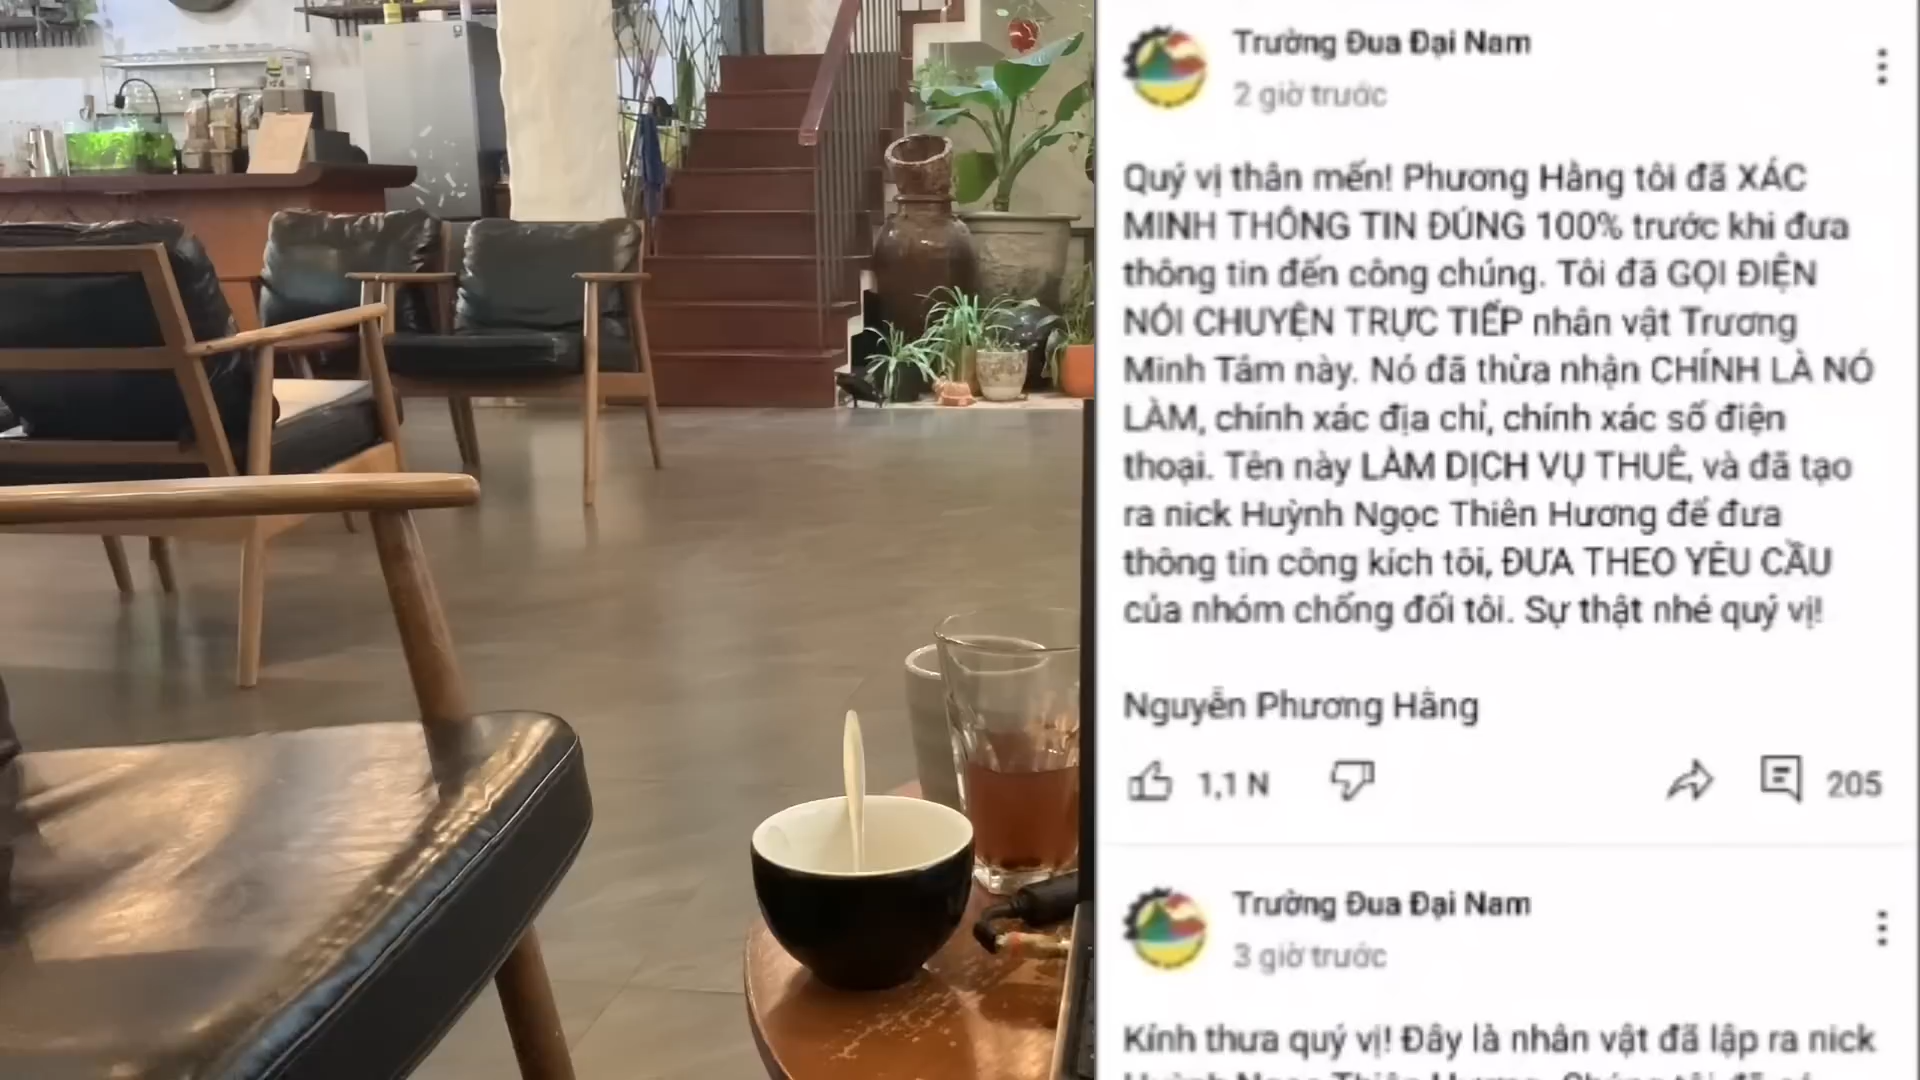 Trường Đua Đại Nam
2 giờ trước
Quý vị thân mến! Phương Hằng tôi đã XÁC
MINH THÔNG TIN ĐÚNG 100% trước khi đưa
thông tin đến công chúng. Tôi đã GỌI ĐIỆN
NÓI CHUYỆN TRỰC TIẾP nhân vật Trương
Minh Tâm này. Nó đã thừa nhận CHÍNH LÀ NÓ
LÀM, chính xác địa chỉ, chính xác số điện
thoại. Tên này LÀM DỊCH VỤ THUÊ, và đã tạo
ra nick Huỳnh Ngọc Thiên Hương để đưa
thông tin công kích tôi, ĐƯA THEO YÊU CẦU
của nhóm chống đối tôi. Sự thật nhé quý vị!
Nguyễn Phương Hằng
1,1 N
205
Trường Đua Đại Nam
3 giờ trước
Kính thưa quý vị! Đây là nhân vật đã lập ra nick